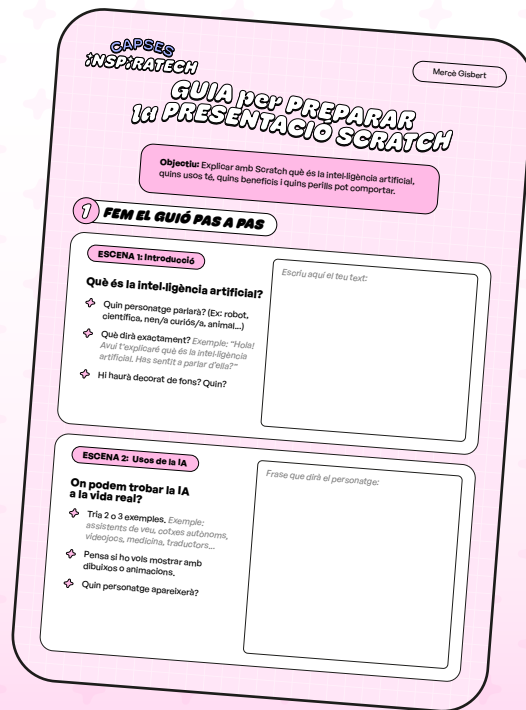 CAPSES
iNSPiRATECH
Mercè Gisbert
GUIA per PREPARAR
la PRESENTACIÓ SCRATCH
Objectiu: Explicar amb Scratch què és la intel·ligència artificial,
quins usos té, quins beneficis i quins perills pot comportar.
1 FEM EL GUIÓ PAS A PAS
ESCENA 1: Introducció
Què és la intel·ligència artificial?
Quin personatge parlarà? (Ex: robot,
científica, nen/a curiós/a, animal...)
Què dirà exactament? Exemple: "Hola!
Avui t'explicaré què és la intel·ligència
artificial. Has sentit a parlar d'ella?"
Hi haurà decorat de fons? Quin?
Escriu aquí el teu text:
ESCENA 2: Usos de la IA
On podem trobar la IA
a la vida real?
Tria 2 o 3 exemples. Exemple:
assistents de veu, cotxes autònoms,
videojocs, medicina, traductors...
Pensa si ho vols mostrar amb
dibuixos o animacions.
Quin personatge apareixerà?
Frase que dirà el personatge: